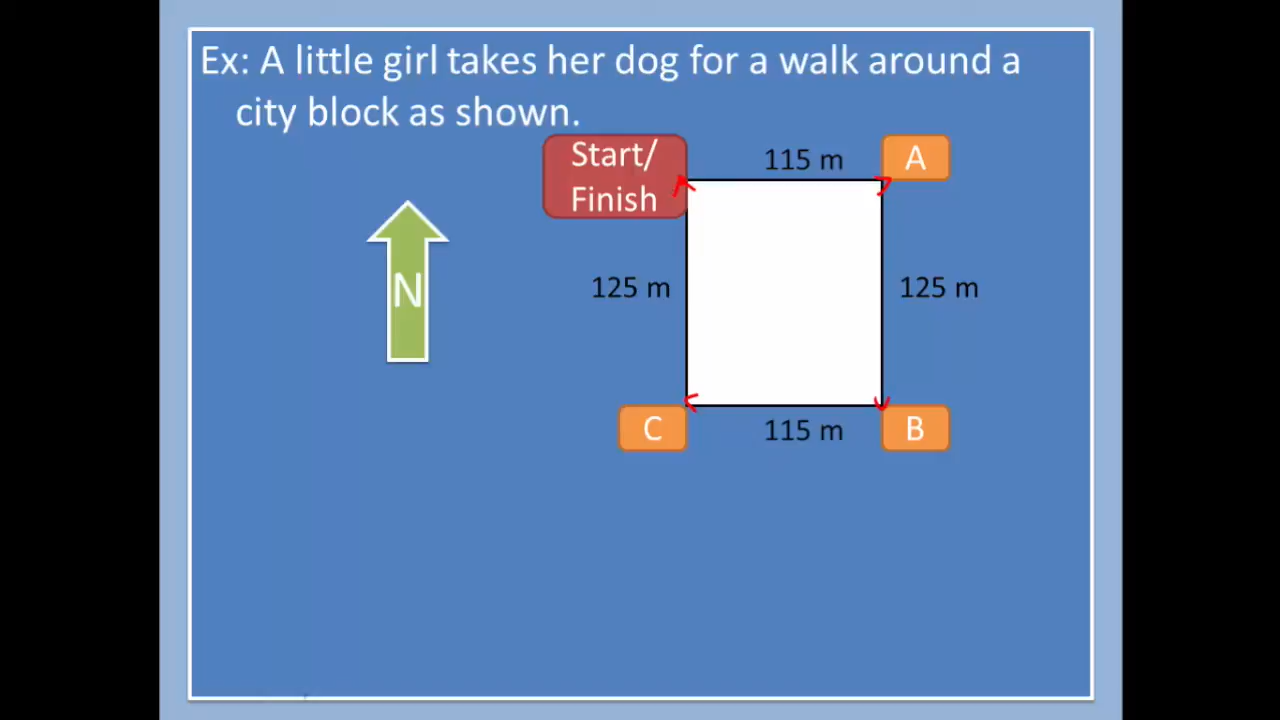 Ex: A little girl takes her dog for a walk around a
city block as shown.
Start/
Finish
115 m
A
N
125 m
125 m
C
115 m
B